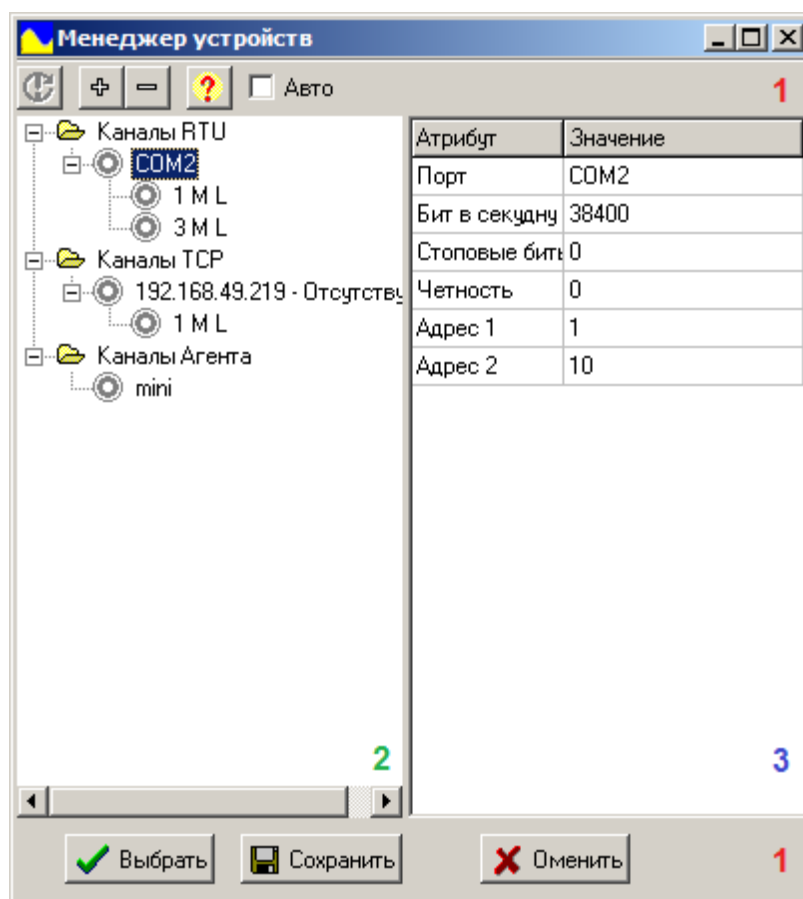 Менеджер устройств
Авто 1
Каналы RTU
COM2
1 M L
3 M L
Каналы TCP
192.168.49.219 - Отсутству
1 M L
Каналы Агента
mini
2
Атрибут Значение
Порт COM2
Бит в секудну 38400
Стоповые биты 0
Четность 0
Адрес 1 1
Адрес 2 10
3
Выбрать Сохранить Оменить 1